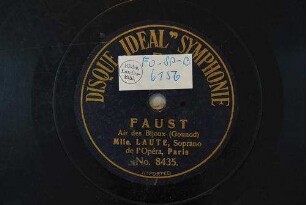 DISQUE "IDEAL" SYMPHONIE
FO-SP-B
6156
FAUST
Air des Bijoux (Gounod)
Mlle. LAUTE, Soprano
de l'Opéra, Paris
No. 8435.
IMPORTED